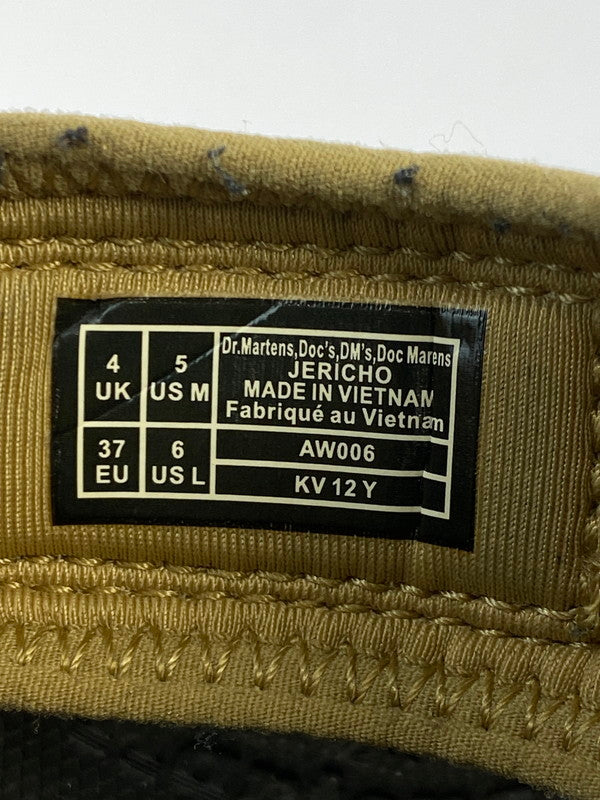 4
UK
5
US M
Dr.Martens,Doc's,DM's,Doc Marens
JERICHO
MADE IN VIETNAM
Fabriqué au Vietnam
37
EU
6
US L
AW006
KV 12 Y